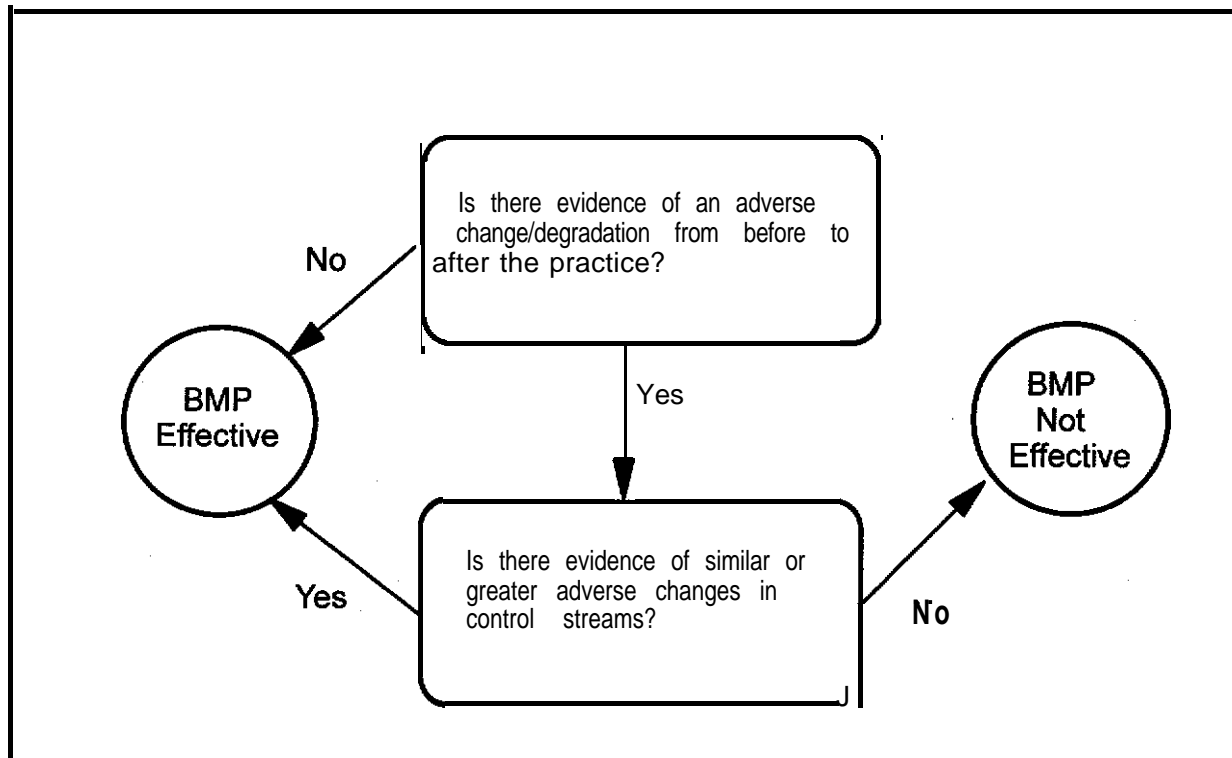 Is there evidence of an adverse
change/degradation from before to
after the practice?
No
BMP
Effective
Yes
BMP
Not
Effective
Is there evidence of similar or
greater adverse changes in
control streams?
Yes
No